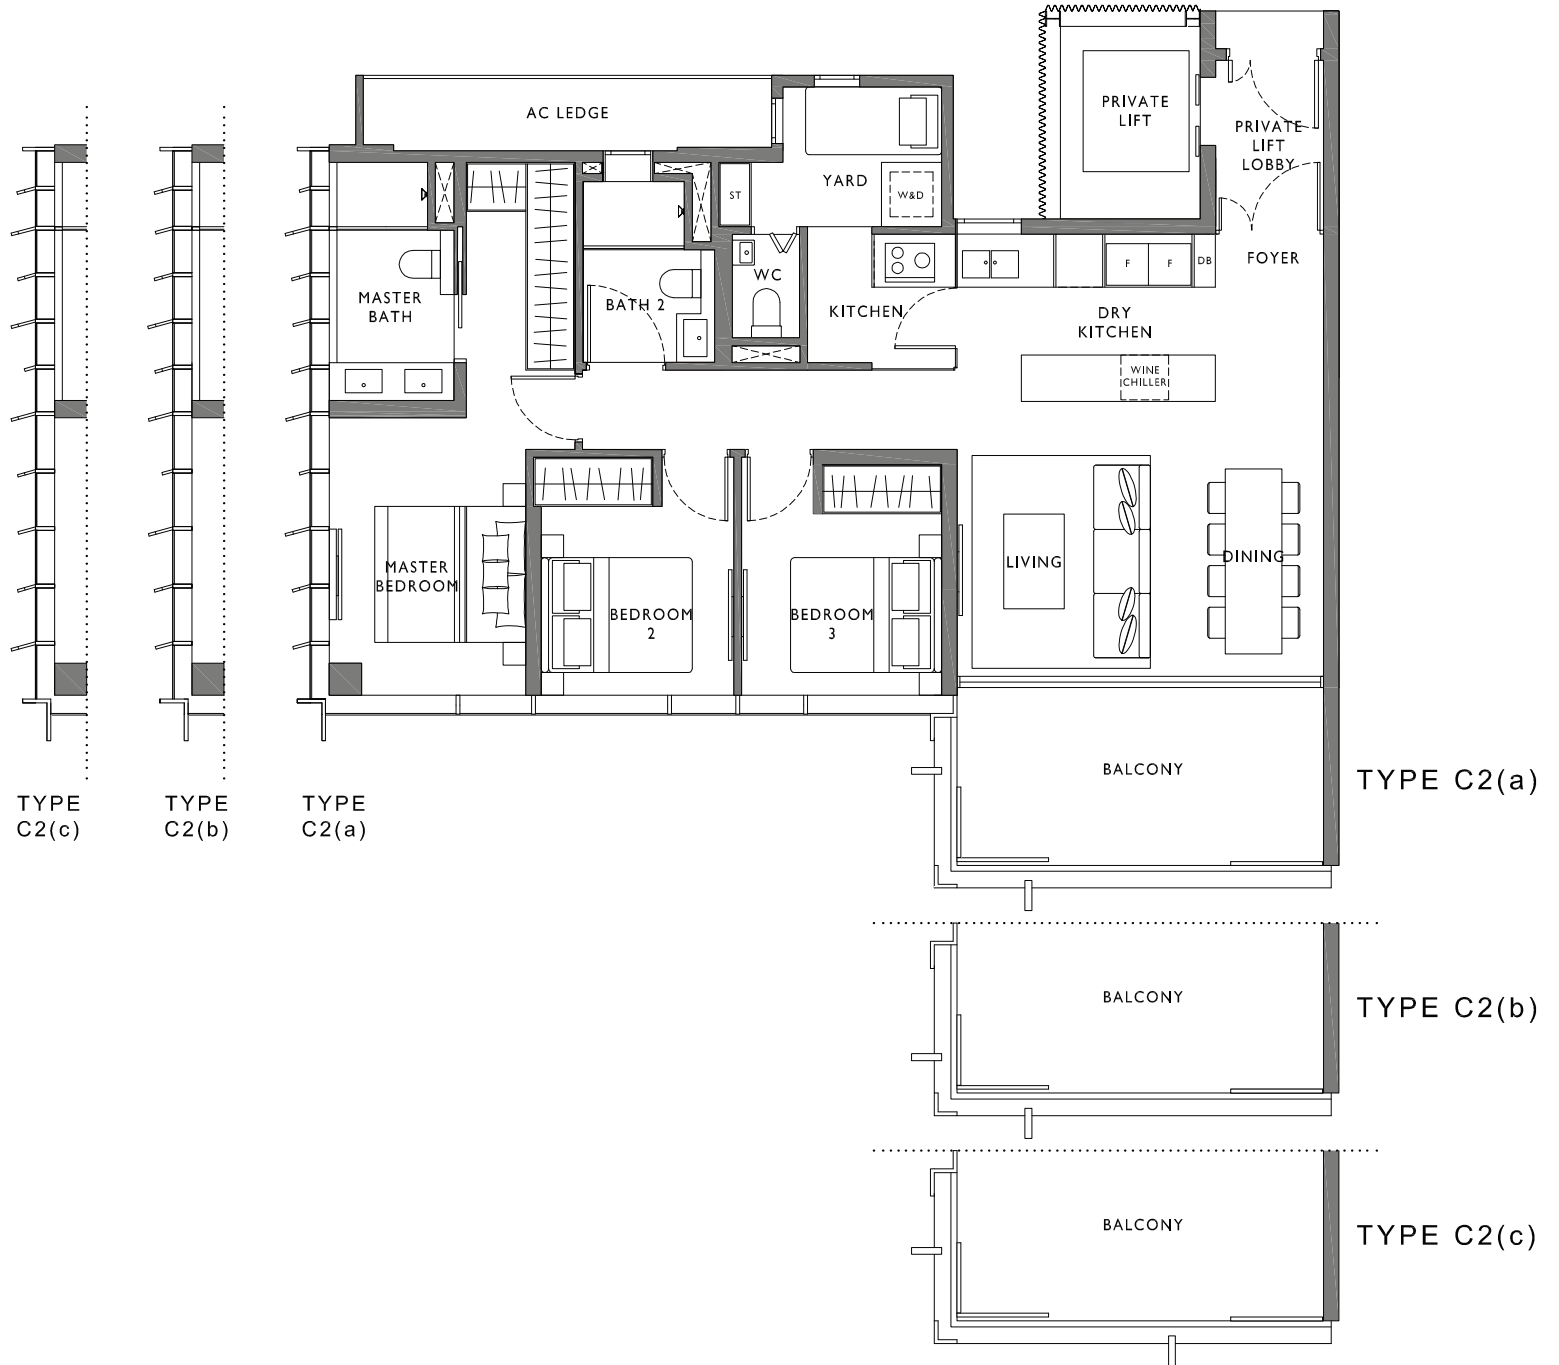 AC LEDGE
PRIVATE
LIFT
PRIVATE
LIFT
LOBBY
YARD
ST
W&D
WC
FOYER
F
F
DB
MASTER
BATH
BATH 2
KITCHEN
DRY
KITCHEN
WINE
CHILLER
MASTER
BEDROOM
BEDROOM
2
BEDROOM
3
LIVING
DINING
BALCONY
TYPE C2(a)
TYPE
C2(c)
TYPE
C2(b)
TYPE
C2(a)
BALCONY
TYPE C2(b)
BALCONY
TYPE C2(c)